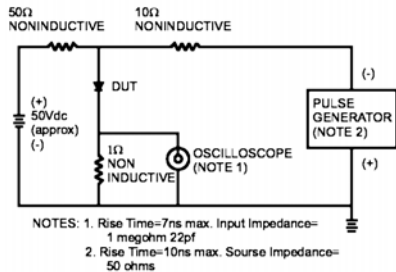 50Ω
NONINDUCTIVE
10Ω
NONINDUCTIVE
DUT
(+)
50Vdc
(approx)
(-)
1Ω
NON
INDUCTIVE
OSCILLOSCOPE
(NOTE 1)
(-)
PULSE
GENERATOR
(NOTE 2)
(+)
NOTES: 1. Rise Time=7ns max. Input Impedance=
1 megohm 22pf
2. Rise Time=10ns max. Sourse Impedance=
50 ohms